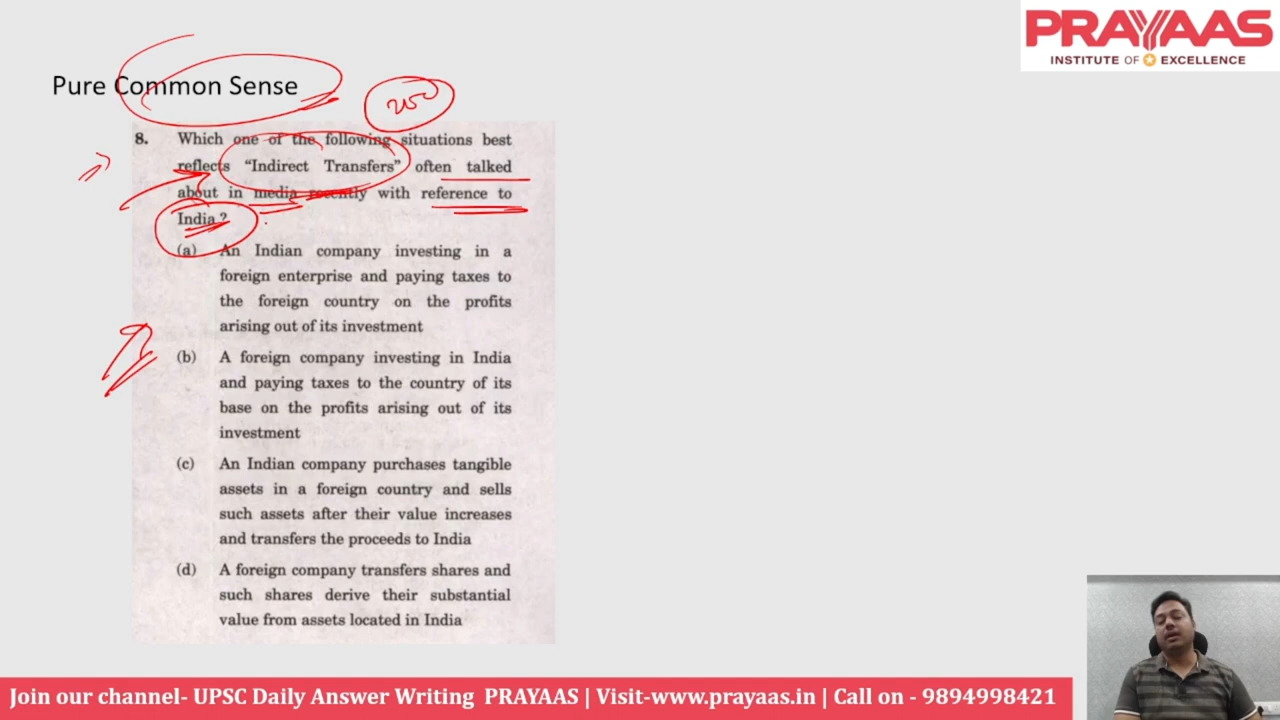 PRAYAAS
INSTITUTE OF EXCELLENCE
Pure Common Sense
8. Which one of the following situations best
reflects “Indirect Transfers” often talked
about in media recently with reference to
India ?
(a) An Indian company investing in a
foreign enterprise and paying taxes to
the foreign country on the profits
arising out of its investment
(b) A foreign company investing in India
and paying taxes to the country of its
base on the profits arising out of its
investment
(c) An Indian company purchases tangible
assets in a foreign country and sells
such assets after their value increases
and transfers the proceeds to India
(d) A foreign company transfers shares and
such shares derive their substantial
value from assets located in India
Join our channel- UPSC Daily Answer Writing PRAYAAS | Visit-www.prayaas.in | Call on - 9894998421